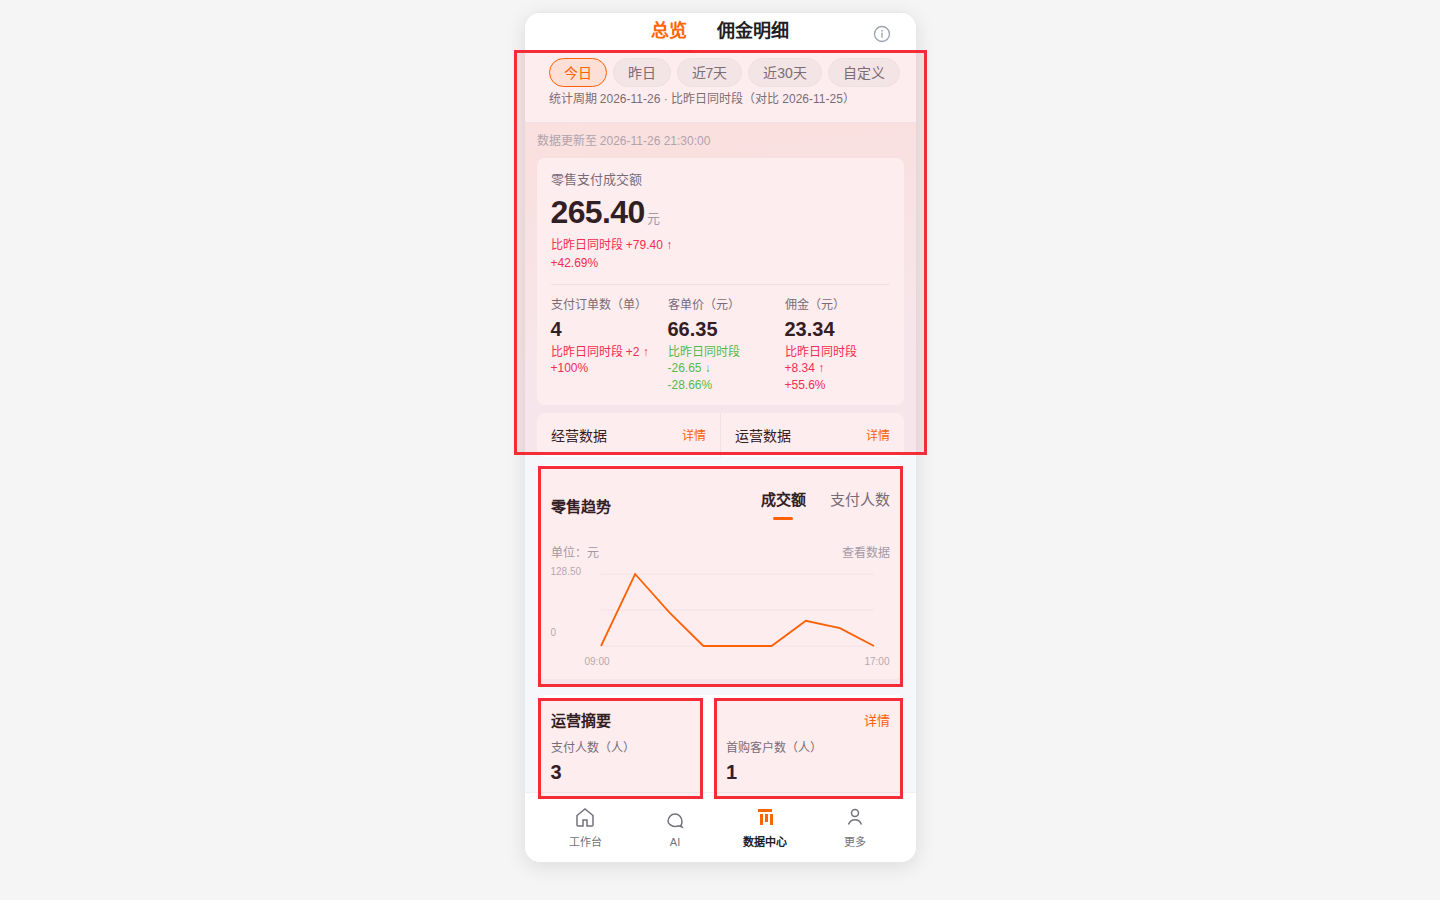 总览 佣金明细
今日 昨日 近7天 近30天 自定义
统计周期 2026-11-26 · 比昨日同时段（对比 2026-11-25）
数据更新至 2026-11-26 21:30:00
零售支付成交额
265.40 元
比昨日同时段 +79.40 ↑
+42.69%
支付订单数（单） 客单价（元） 佣金（元）
4 66.35 23.34
比昨日同时段 +2 ↑ 比昨日同时段 比昨日同时段
+100% -26.65 ↓ +8.34 ↑
-28.66% +55.6%
经营数据 详情 运营数据 详情
零售趋势 成交额 支付人数
单位：元 查看数据
128.50
0
09:00 17:00
运营摘要 详情
支付人数（人） 首购客户数（人）
3 1
工作台 AI 数据中心 更多